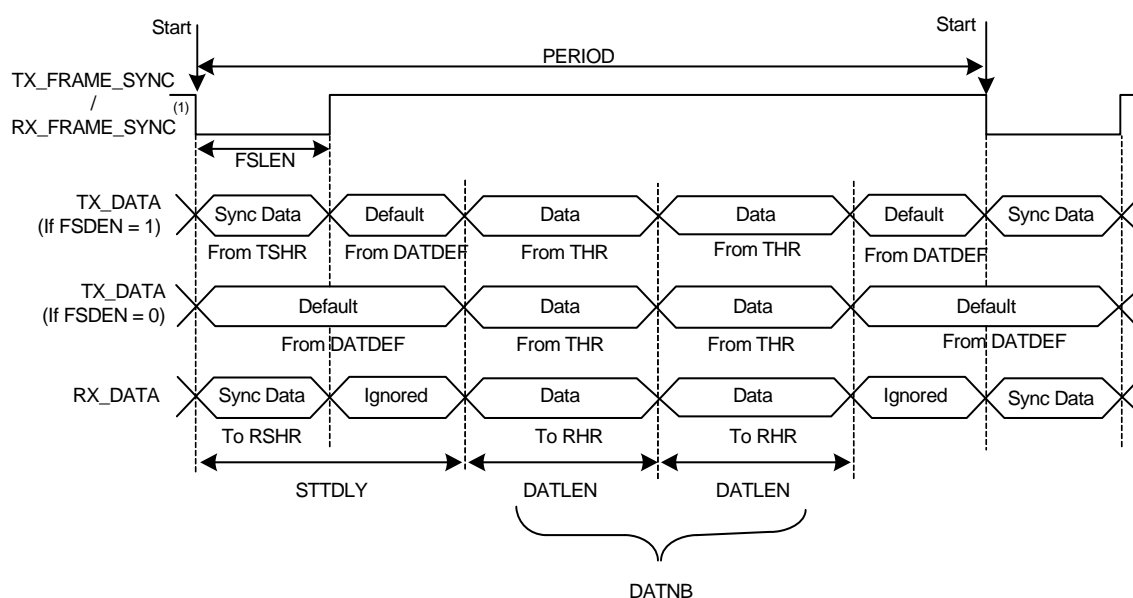 Start
Start
PERIOD
TX_FRAME_SYNC
/
RX_FRAME_SYNC
(1)
FSLEN
TX_DATA
(If FSDEN = 1)
Sync Data
Default
Data
Data
Default
Sync Data
From TSHR
From DATDEF
From THR
From THR
From DATDEF
TX_DATA
(If FSDEN = 0)
Default
Data
Data
Default
From DATDEF
From THR
From THR
From DATDEF
RX_DATA
Sync Data
Ignored
Data
Data
Ignored
Sync Data
To RSHR
To RHR
To RHR
STTDLY
DATLEN
DATLEN
DATNB